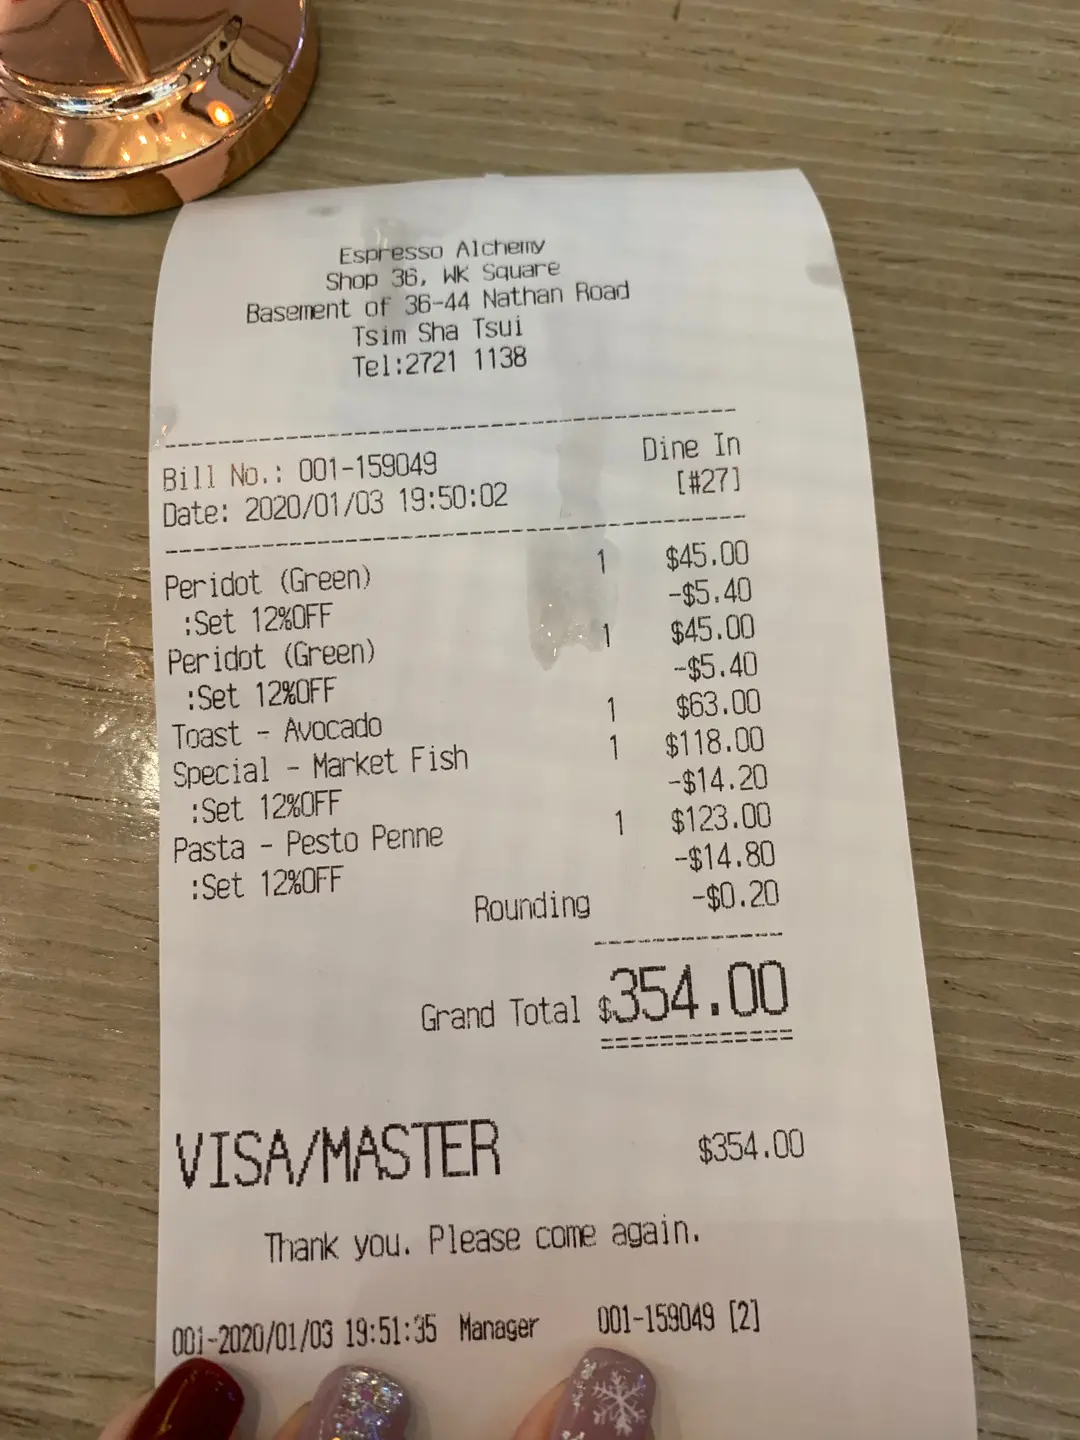 Espresso Alchemy
Shop 36, WK Square
Basement of 36-44 Nathan Road
Tsim Sha Tsui
Tel:2721 1138
Bill No.: 001-159049 Dine In
Date: 2020/01/03 19:50:02 [#27]
Peridot (Green) 1 $45.00
:Set 12%OFF -$5.40
Peridot (Green) 1 $45.00
:Set 12%OFF -$5.40
Toast - Avocado 1 $63.00
Special - Market Fish 1 $118.00
:Set 12%OFF -$14.20
Pasta - Pesto Penne 1 $123.00
:Set 12%OFF -$14.80
Rounding -$0.20
Grand Total $354.00
VISA/MASTER $354.00
Thank you. Please come again.
001-2020/01/03 19:51:35 Manager 001-159049 [2]